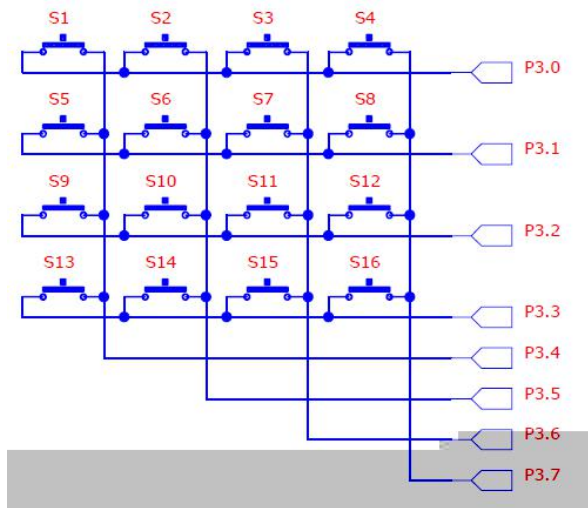 S1 S2 S3 S4
P3.0
S5 S6 S7 S8
P3.1
S9 S10 S11 S12
P3.2
S13 S14 S15 S16
P3.3
P3.4
P3.5
P3.6
P3.7